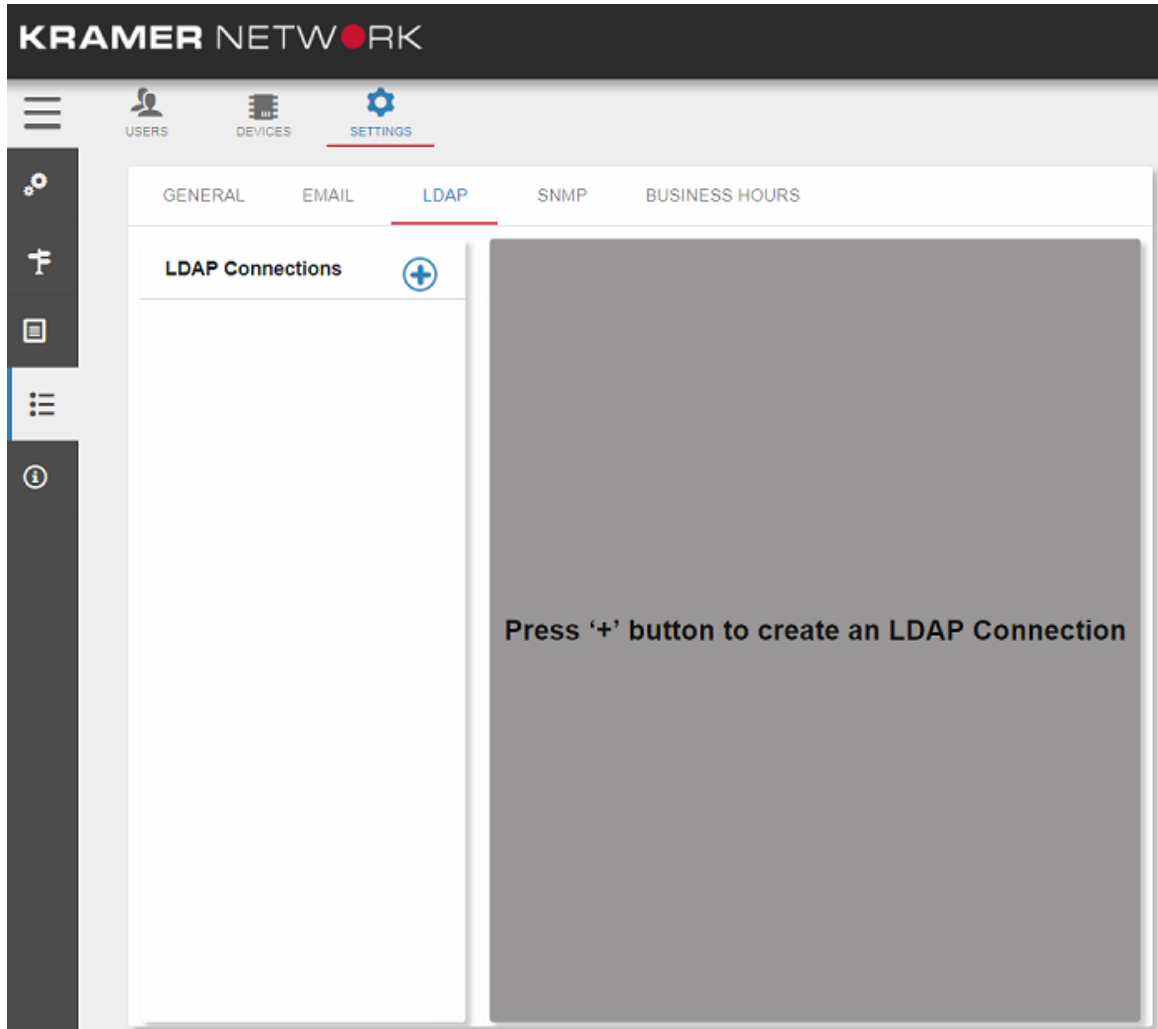 KRAMER NETWORK
USERS DEVICES SETTINGS
GENERAL EMAIL LDAP SNMP BUSINESS HOURS
LDAP Connections
Press ‘+’ button to create an LDAP Connection